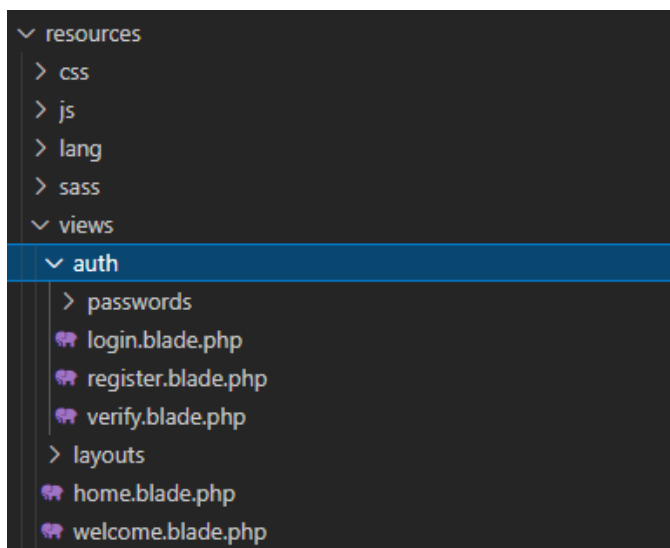 resources
css
js
lang
sass
views
auth
passwords
login.blade.php
register.blade.php
verify.blade.php
layouts
home.blade.php
welcome.blade.php